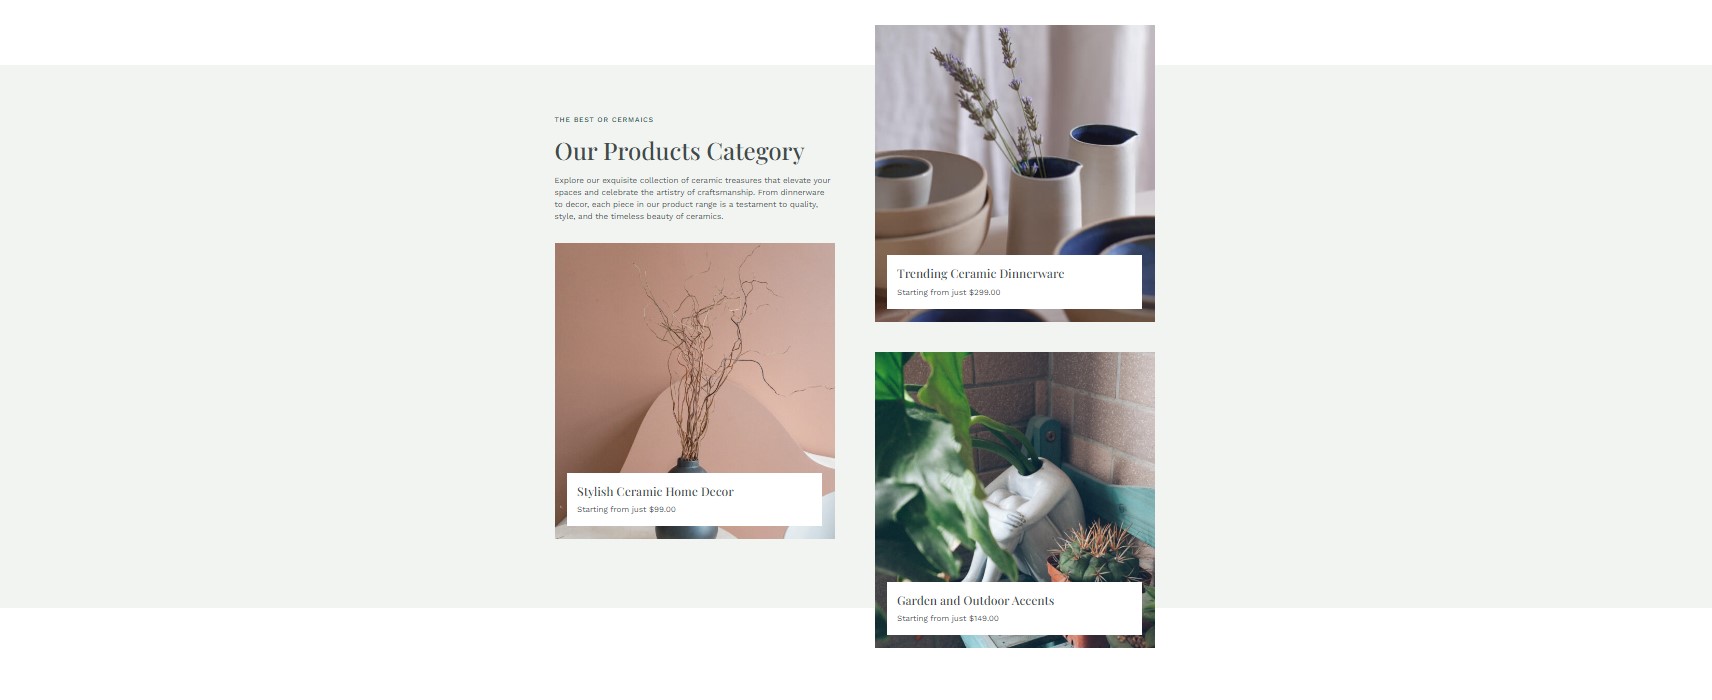 THE BEST OR CERMAICS
Our Products Category
Explore our exquisite collection of ceramic treasures that elevate your
spaces and celebrate the artistry of craftsmanship. From dinnerware
to decor, each piece in our product range is a testament to quality,
style, and the timeless beauty of ceramics.
Stylish Ceramic Home Decor
Starting from just $99.00
Trending Ceramic Dinnerware
Starting from just $299.00
Garden and Outdoor Accents
Starting from just $149.00